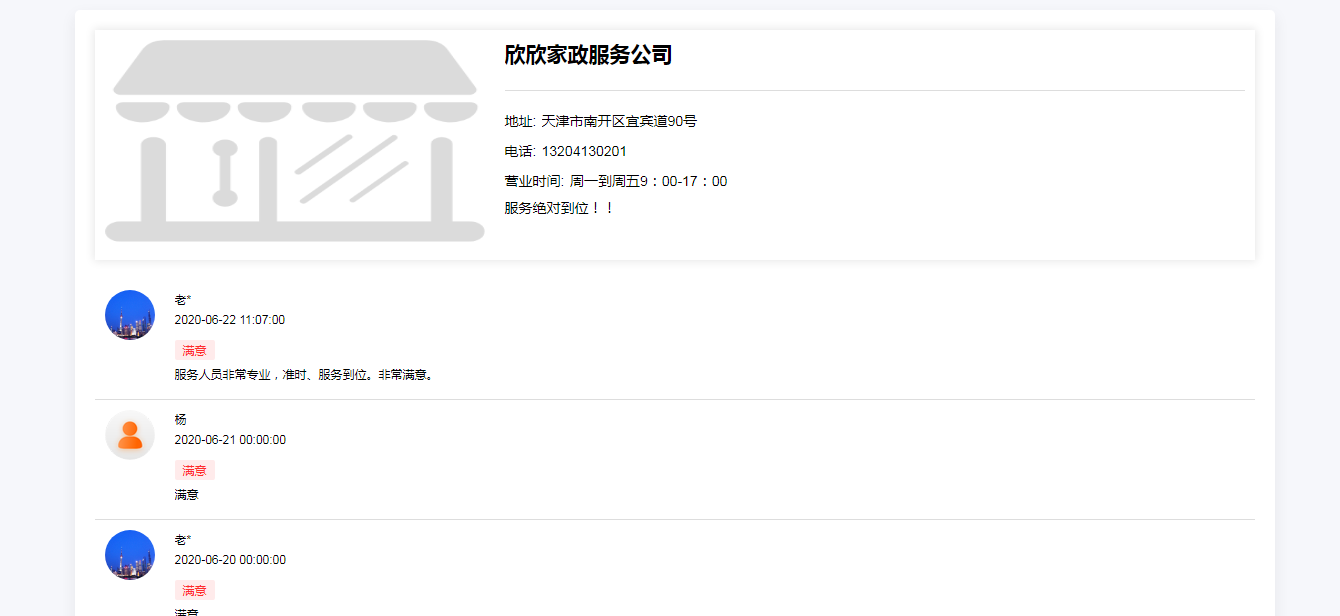 欣欣家政服务公司
地址: 天津市南开区宜宾道90号
电话: 13204130201
营业时间: 周一到周五9：00-17：00
服务绝对到位！！
老*
2020-06-22 11:07:00
满意
服务人员非常专业，准时、服务到位。非常满意。
杨
2020-06-21 00:00:00
满意
满意
老*
2020-06-20 00:00:00
满意
满意